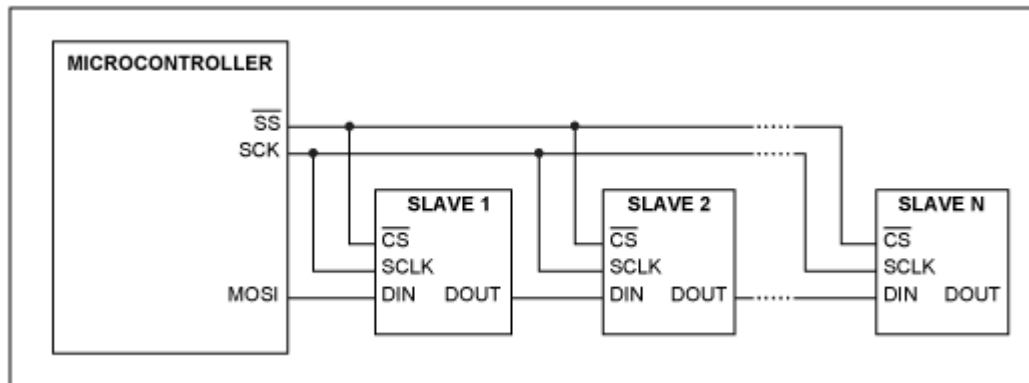 MICROCONTROLLER
SS
SCK
MOSI
SLAVE 1
CS
SCLK
DIN DOUT
SLAVE 2
CS
SCLK
DIN DOUT
SLAVE N
CS
SCLK
DIN DOUT